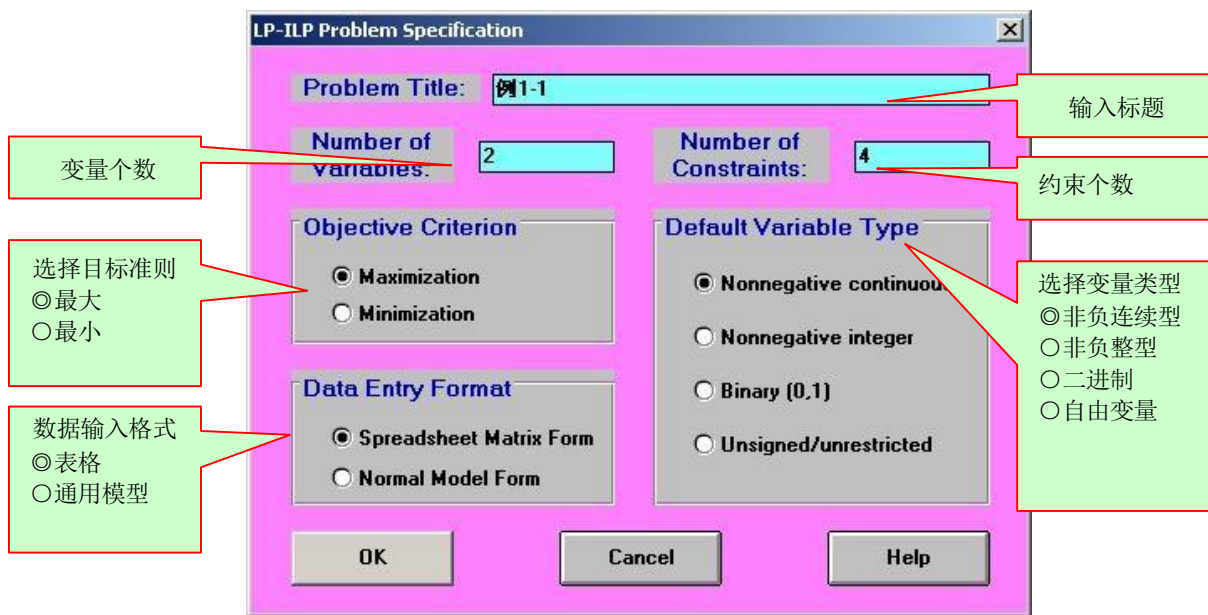 LP-ILP Problem Specification
Problem Title:
例1-1
输入标题
Number of
Variables:
2
Number of
Constraints:
4
变量个数
约束个数
Objective Criterion
Maximization
Minimization
选择目标准则
◎最大
○最小
Default Variable Type
Nonnegative continuous
Nonnegative integer
Binary (0,1)
Unsigned/unrestricted
选择变量类型
◎非负连续型
○非负整型
○二进制
○自由变量
Data Entry Format
Spreadsheet Matrix Form
Normal Model Form
数据输入格式
◎表格
○通用模型
OK
Cancel
Help